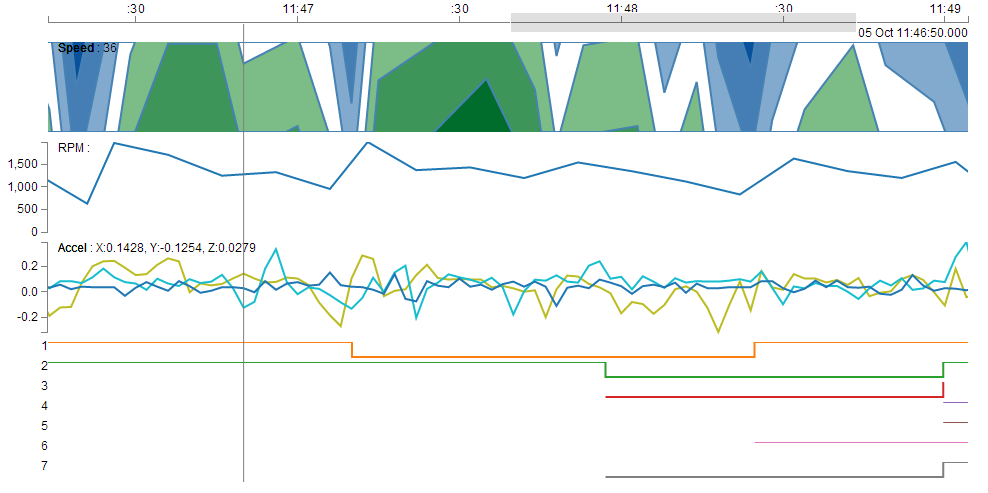 :30 11:47 :30 11:48 :30 11:49
05 Oct 11:46:50.000
Speed : 36
RPM :
1,500
1,000
500
0
Accel : X:0.1428, Y:-0.1254, Z:0.0279
0.2
0.0
-0.2
1
2
3
4
5
6
7